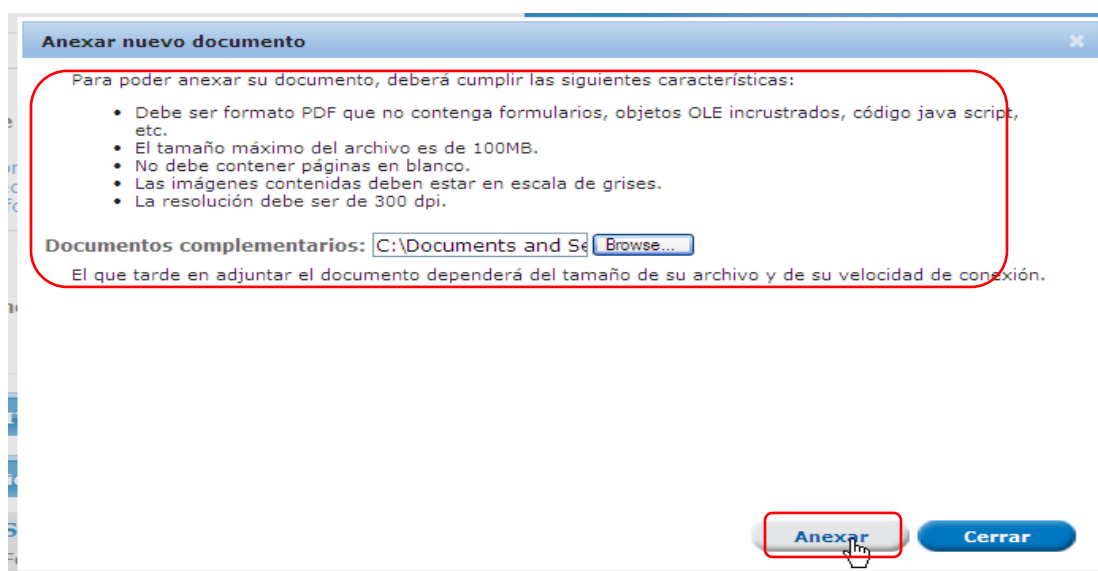 Anexar nuevo documento
Para poder anexar su documento, deberá cumplir las siguientes características:
• Debe ser formato PDF que no contenga formularios, objetos OLE incrustrados, código java script,
etc.
• El tamaño máximo del archivo es de 100MB.
• No debe contener páginas en blanco.
• Las imágenes contenidas deben estar en escala de grises.
• La resolución debe ser de 300 dpi.
Documentos complementarios: C:\Documents and Se Browse...
El que tarde en adjuntar el documento dependerá del tamaño de su archivo y de su velocidad de conexión.
Anexar Cerrar